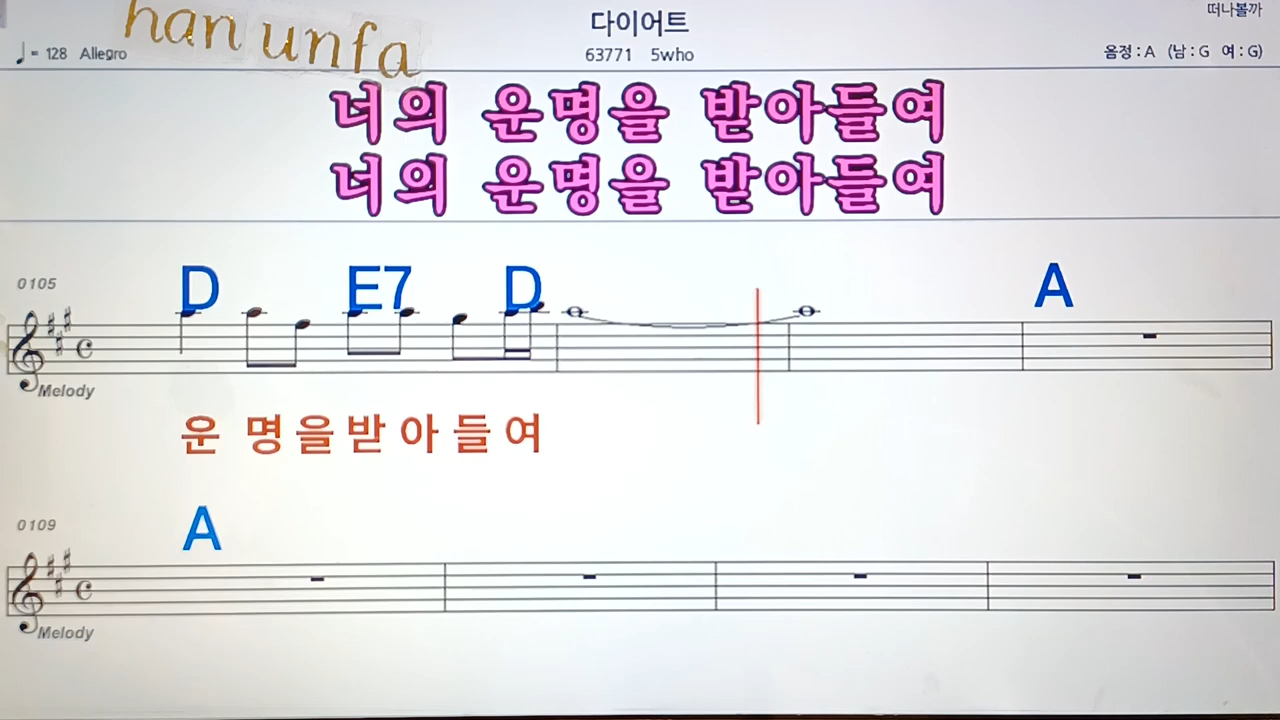 han unfa
다이어트
떠나볼까
♩= 128 Allegro
63771 5who
음정 : A (남 : G 여 : G)
너의 운명을 받아들여
너의 운명을 받아들여
0105
D E7 D A
Melody
운 명 을 받 아 들 여
0109
A
Melody